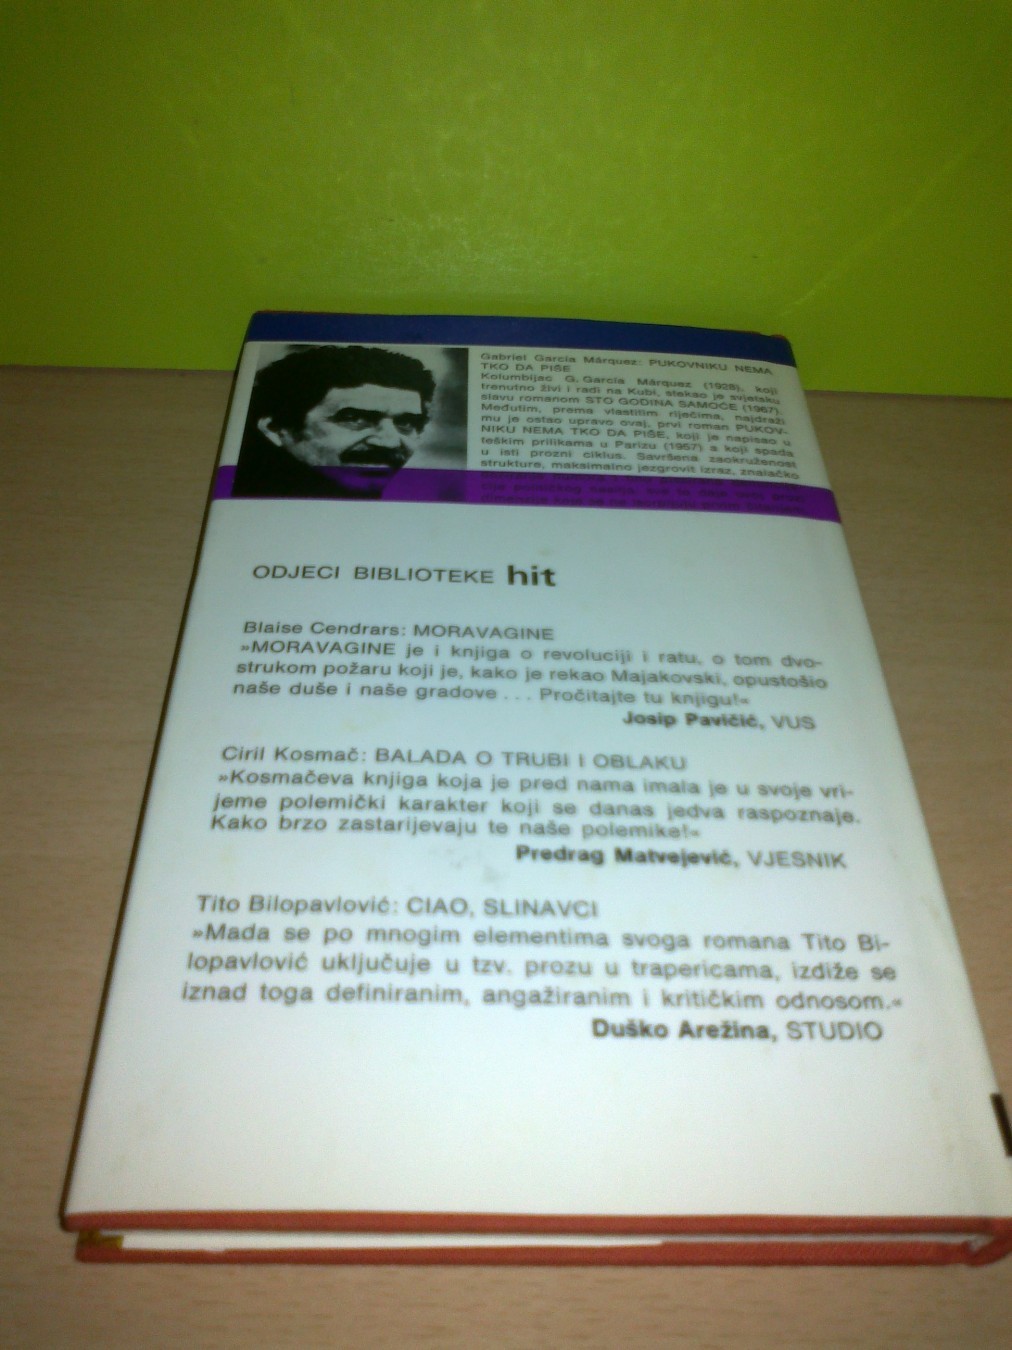 Gabriel García Márquez: PUKOVNIKU NEMA
TKO DA PIŠE
Kolumbijac G. García Márquez (1928), koji
trenutno živi i radi na Kubi, stekao je svjetsku
slavu romanom STO GODINA SAMOĆE (1967).
Međutim, prema vlastitim riječima, najdraži
mu je ostao upravo ovaj, prvi roman PUKOV-
NIKU NEMA TKO DA PIŠE, koji je napisao u
teškim prilikama u Parizu (1957) a koji spada
u isti prozni ciklus. Savršena zaokruženost
strukture, maksimalno jezgrovit izraz, znalačko
ODJECI BIBLIOTEKE hit
Blaise Cendrars: MORAVAGINE
»MORAVAGINE je i knjiga o revoluciji i ratu, o tom dvo-
strukom požaru koji je, kako je rekao Majakovski, opustošio
naše duše i naše gradove . . . Pročitajte tu knjigu!«
Josip Pavičić, VUS
Ciril Kosmač: BALADA O TRUBI I OBLAKU
»Kosmačeva knjiga koja je pred nama imala je u svoje vri-
jeme polemički karakter koji se danas jedva raspoznaje.
Kako brzo zastarijevaju te naše polemike!«
Predrag Matvejević, VJESNIK
Tito Bilopavlović: CIAO, SLINAVCI
»Mada se po mnogim elementima svoga romana Tito Bi-
lopavlović uključuje u tzv. prozu u trapericama, izdiže se
iznad toga definiranim, angažiranim i kritičkim odnosom.«
Duško Arežina, STUDIO